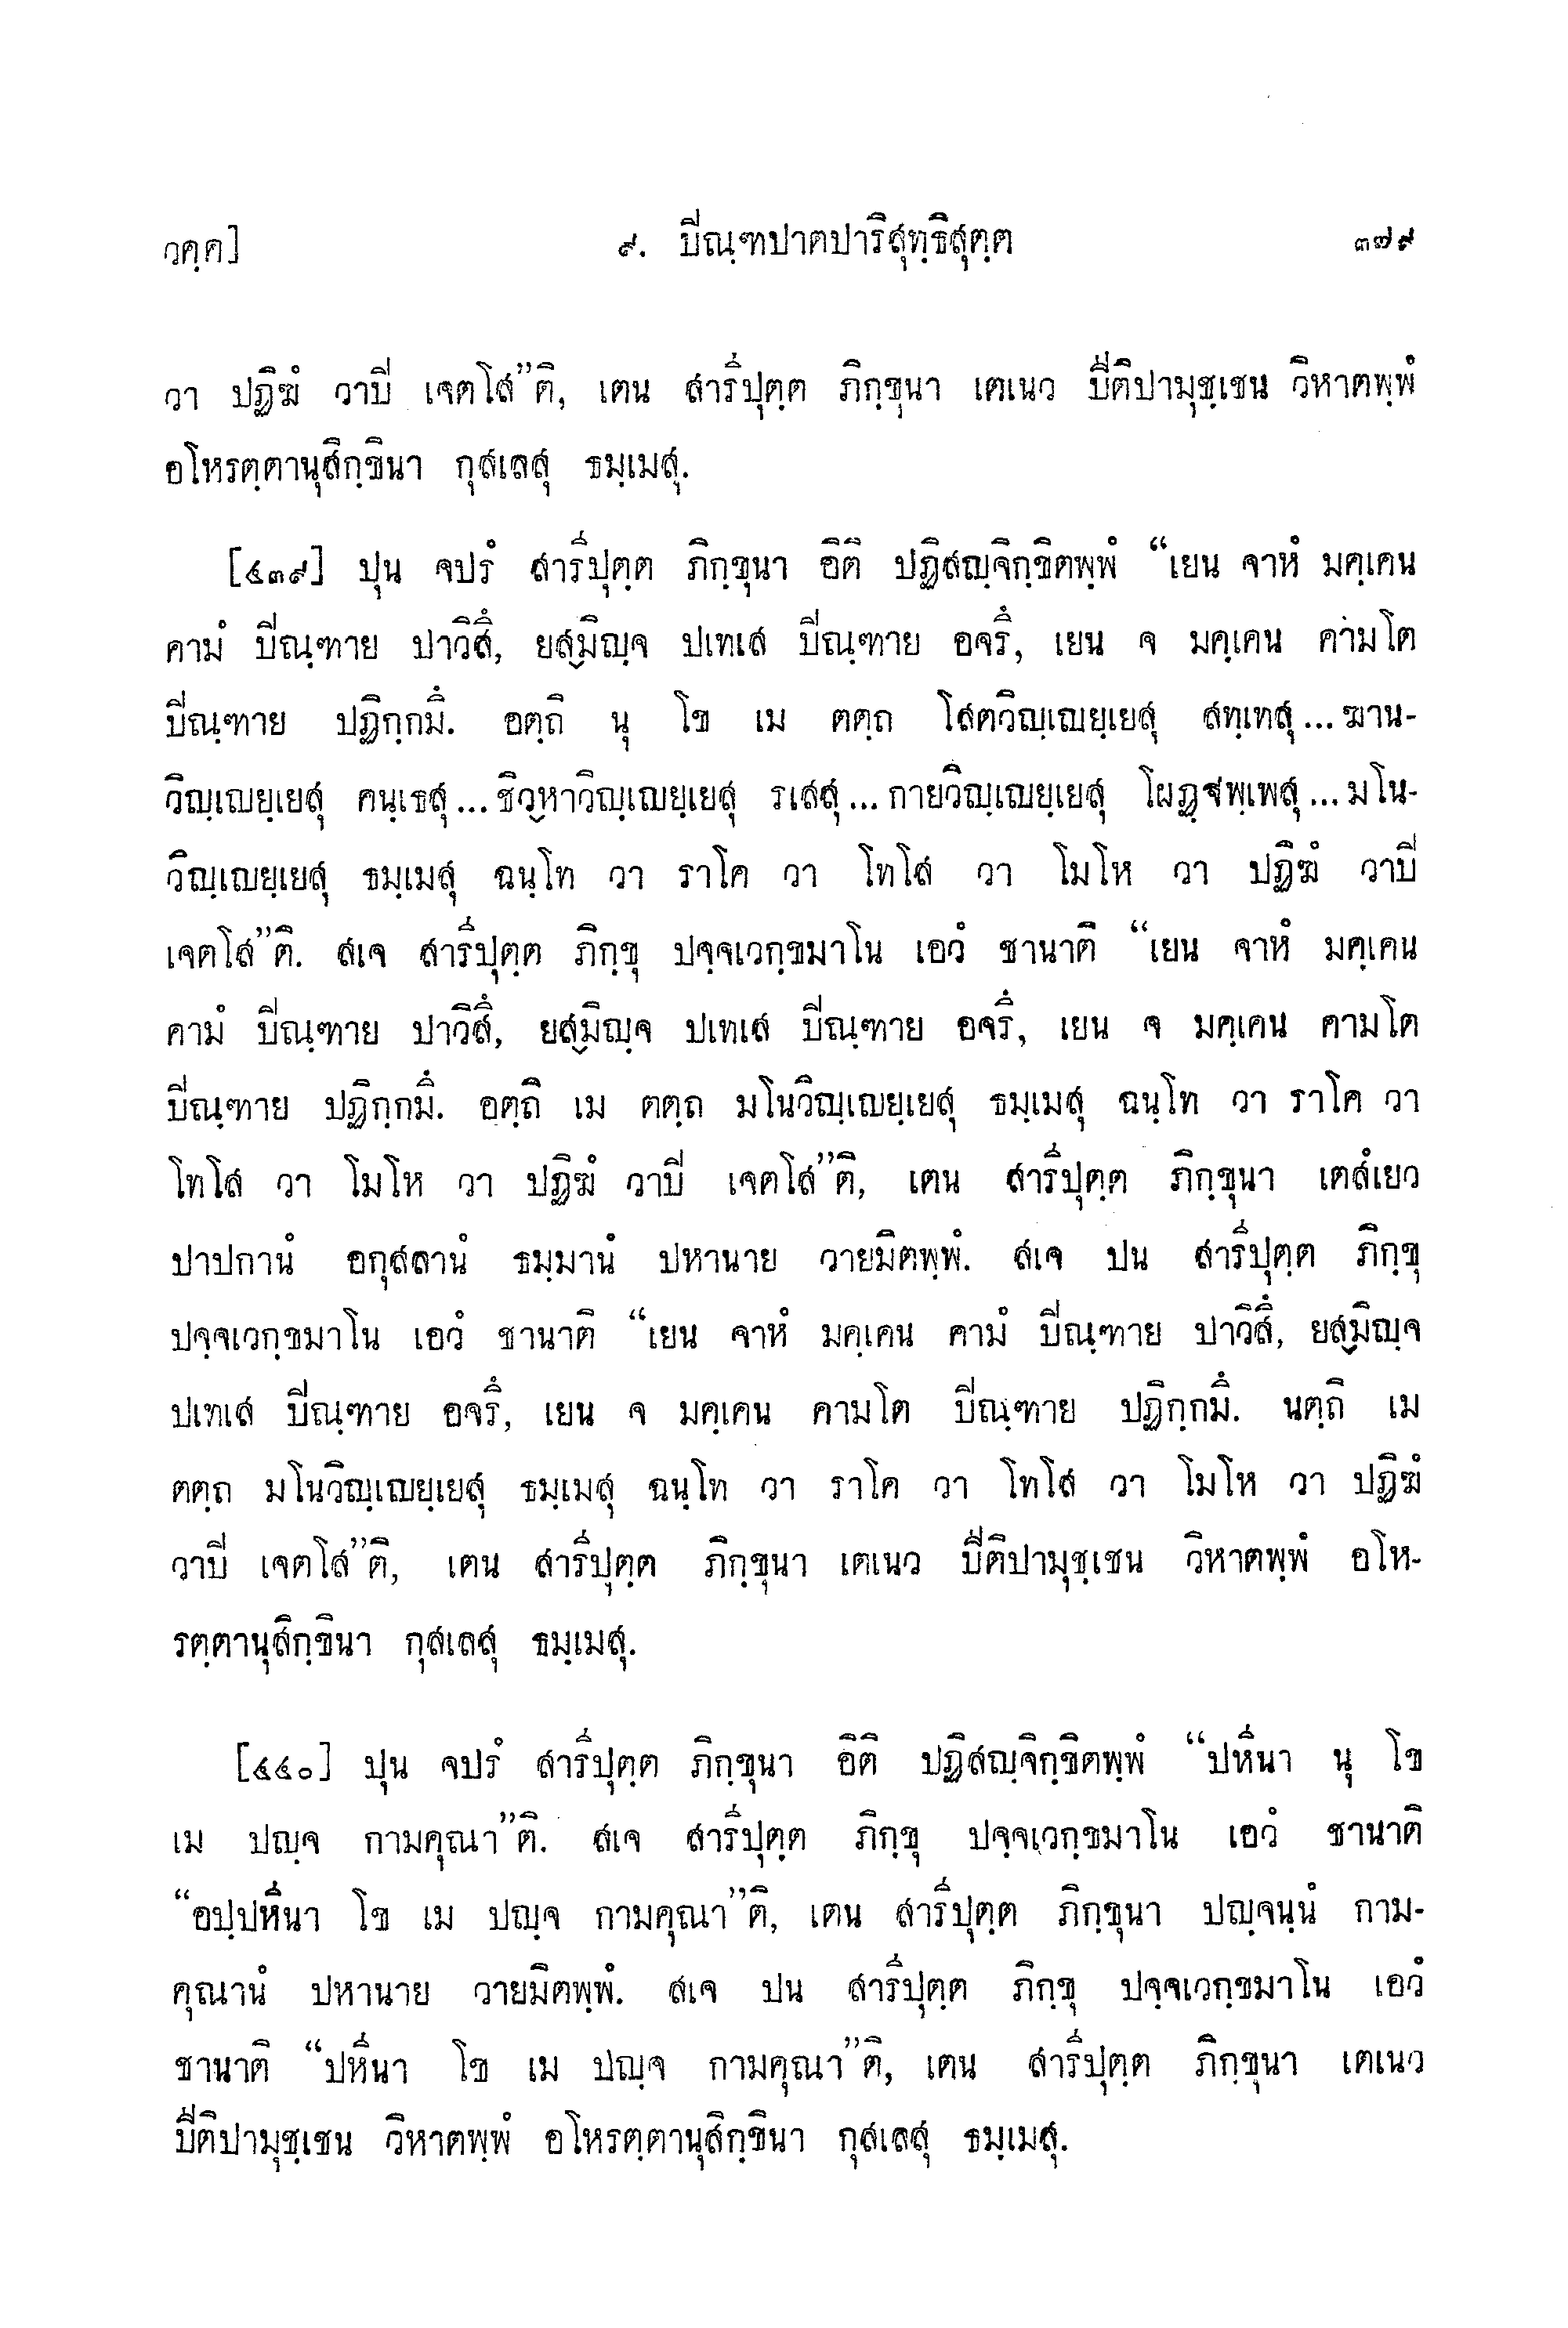 วคฺค] ๙. ปิณฺฑปาตปาริสุทฺธิสุตฺต ๓๗๙
วา ปฏิฆํ วาปิ เจตโส”ติ, เตน สารีปุตฺต ภิกฺขุนา เตเนว ปีติปามุชฺเชน วิหาตพฺพํ
อโหรตฺตานุสิกฺขินา กุสเลสุ ธมฺเมสุ.
[๔๓๙] ปุน จปรํ สารีปุตฺต ภิกฺขุนา อิติ ปฏิสญฺจิกฺขิตพฺพํ “เยน จาหํ มคฺเคน
คามํ ปิณฺฑาย ปาวิสึ, ยสฺมิญฺจ ปเทเส ปิณฺฑาย อจรึ, เยน จ มคฺเคน คามโต
ปิณฺฑาย ปฏิกฺกมึ. อตฺถิ นุ โข เม ตตฺถ โสตวิญฺเญยฺเยสุ สทฺเทสุ...ฆาน-
วิญฺเญยฺเยสุ คนฺเธสุ...ชิวฺหาวิญฺเญยฺเยสุ รเสสุ...กายวิญฺเญยฺเยสุ โผฏฺฐพฺเพสุ...มโน-
วิญฺเญยฺเยสุ ธมฺเมสุ ฉนฺโท วา ราโค วา โทโส วา โมโห วา ปฏิฆํ วาปิ
เจตโส”ติ. สเจ สารีปุตฺต ภิกฺขุ ปจฺจเวกฺขมาโน เอวํ ชานาติ “เยน จาหํ มคฺเคน
คามํ ปิณฺฑาย ปาวิสึ, ยสฺมิญฺจ ปเทเส ปิณฺฑาย อจรึ, เยน จ มคฺเคน คามโต
ปิณฺฑาย ปฏิกฺกมึ. อตฺถิ เม ตตฺถ มโนวิญฺเญยฺเยสุ ธมฺเมสุ ฉนฺโท วา ราโค วา
โทโส วา โมโห วา ปฏิฆํ วาปิ เจตโส”ติ, เตน สารีปุตฺต ภิกฺขุนา เตสํเยว
ปาปกานํ อกุสลานํ ธมฺมานํ ปหานาย วายมิตพฺพํ. สเจ ปน สารีปุตฺต ภิกฺขุ
ปจฺจเวกฺขมาโน เอวํ ชานาติ “เยน จาหํ มคฺเคน คามํ ปิณฺฑาย ปาวิสึ, ยสฺมิญฺจ
ปเทเส ปิณฺฑาย อจรึ, เยน จ มคฺเคน คามโต ปิณฺฑาย ปฏิกฺกมึ. นตฺถิ เม
ตตฺถ มโนวิญฺเญยฺเยสุ ธมฺเมสุ ฉนฺโท วา ราโค วา โทโส วา โมโห วา ปฏิฆํ
วาปิ เจตโส”ติ, เตน สารีปุตฺต ภิกฺขุนา เตเนว ปีติปามุชฺเชน วิหาตพฺพํ อโห-
รตฺตานุสิกฺขินา กุสเลสุ ธมฺเมสุ.
[๔๔๐] ปุน จปรํ สารีปุตฺต ภิกฺขุนา อิติ ปฏิสญฺจิกฺขิตพฺพํ “ปหีนา นุ โข
เม ปญฺจ กามคุณา”ติ. สเจ สารีปุตฺต ภิกฺขุ ปจฺจเวกฺขมาโน เอวํ ชานาติ
“อปฺปหีนา โข เม ปญฺจ กามคุณา”ติ, เตน สารีปุตฺต ภิกฺขุนา ปญฺจนฺนํ กาม-
คุณานํ ปหานาย วายมิตพฺพํ. สเจ ปน สารีปุตฺต ภิกฺขุ ปจฺจเวกฺขมาโน เอวํ
ชานาติ “ปหีนา โข เม ปญฺจ กามคุณา”ติ, เตน สารีปุตฺต ภิกฺขุนา เตเนว
ปีติปามุชฺเชน วิหาตพฺพํ อโหรตฺตานุสิกฺขินา กุสเลสุ ธมฺเมสุ.